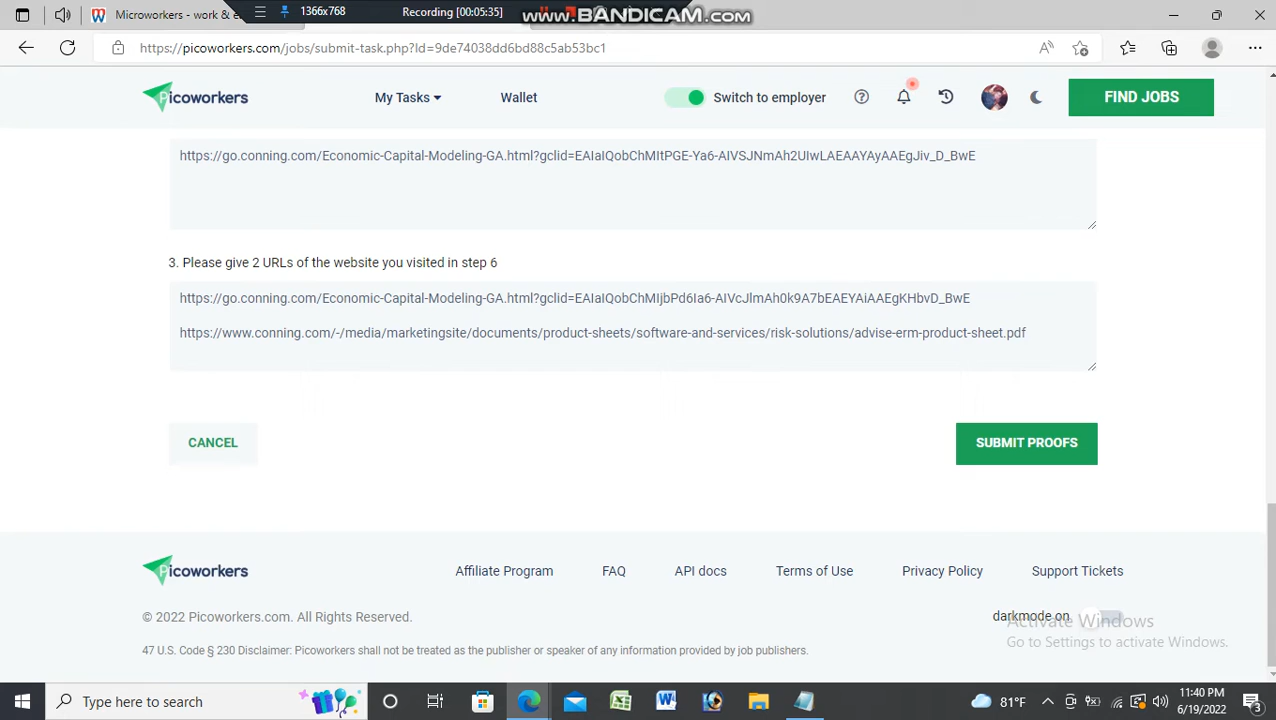 Microworkers - work & e
1366x768
Recording [00:05:35]
www.BANDICAM.com
https://picoworkers.com/jobs/submit-task.php?Id=9de74038dd6bd88c5ab53bc1
Picoworkers
My Tasks
Wallet
Switch to employer
FIND JOBS
https://go.conning.com/Economic-Capital-Modeling-GA.html?gclid=EAIaIQobChMItPGE-Ya6-AIVSJNmAh2UIwLAEAAYAyAAEgJiv_D_BwE
3. Please give 2 URLs of the website you visited in step 6
https://go.conning.com/Economic-Capital-Modeling-GA.html?gclid=EAIaIQobChMIjbPd6Ia6-AIVcJlmAh0k9A7bEAEYAiAAEgKHbvD_BwE
https://www.conning.com/-/media/marketingsite/documents/product-sheets/software-and-services/risk-solutions/advise-erm-product-sheet.pdf
CANCEL
SUBMIT PROOFS
Picoworkers
Affiliate Program
FAQ
API docs
Terms of Use
Privacy Policy
Support Tickets
© 2022 Picoworkers.com. All Rights Reserved.
darkmode on
Activate Windows
Go to Settings to activate Windows.
47 U.S. Code § 230 Disclaimer: Picoworkers shall not be treated as the publisher or speaker of any information provided by job publishers.
Type here to search
81°F
11:40 PM
6/19/2022
3